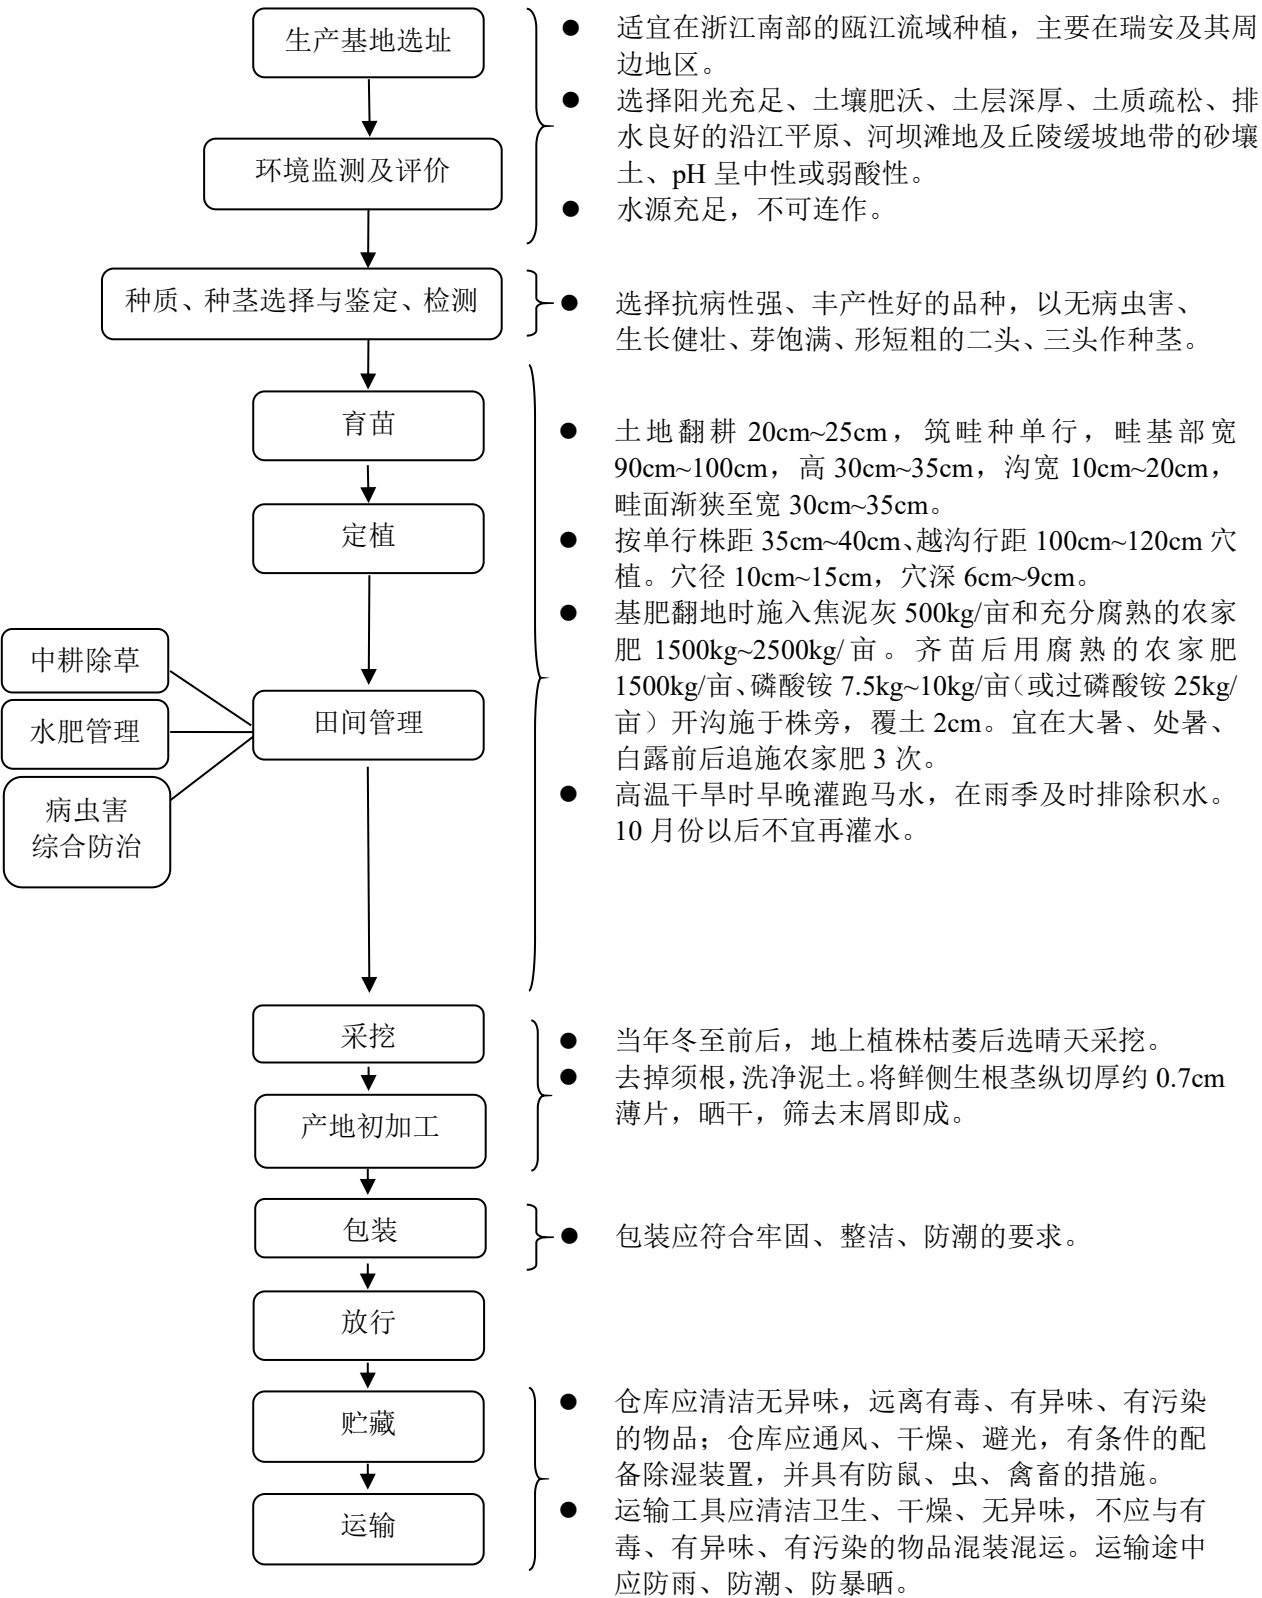 生产基地选址
环境监测及评价
适宜在浙江南部的瓯江流域种植，主要在瑞安及其周
边地区。
选择阳光充足、土壤肥沃、土层深厚、土质疏松、排
水良好的沿江平原、河坝滩地及丘陵缓坡地带的砂壤
土、pH 呈中性或弱酸性。
水源充足，不可连作。
种质、种茎选择与鉴定、检测
选择抗病性强、丰产性好的品种，以无病虫害、
生长健壮、芽饱满、形短粗的二头、三头作种茎。
育苗
定植
田间管理
中耕除草
水肥管理
病虫害
综合防治
土地翻耕 20cm~25cm，筑畦种单行，畦基部宽
90cm~100cm，高 30cm~35cm，沟宽 10cm~20cm，
畦面渐狭至宽 30cm~35cm。
按单行株距 35cm~40cm、越沟行距 100cm~120cm 穴
植。穴径 10cm~15cm，穴深 6cm~9cm。
基肥翻地时施入焦泥灰 500kg/亩和充分腐熟的农家
肥 1500kg~2500kg/亩。齐苗后用腐熟的农家肥
1500kg/亩、磷酸铵 7.5kg~10kg/亩（或过磷酸铵 25kg/
亩）开沟施于株旁，覆土 2cm。宜在大暑、处暑、
白露前后追施农家肥 3 次。
高温干旱时早晚灌跑马水，在雨季及时排除积水。
10 月份以后不宜再灌水。
采挖
产地初加工
当年冬至前后，地上植株枯萎后选晴天采挖。
去掉须根，洗净泥土。将鲜侧生根茎纵切厚约 0.7cm
薄片，晒干，筛去末屑即成。
包装
包装应符合牢固、整洁、防潮的要求。
放行
贮藏
运输
仓库应清洁无异味，远离有毒、有异味、有污染
的物品；仓库应通风、干燥、避光，有条件的配
备除湿装置，并具有防鼠、虫、禽畜的措施。
运输工具应清洁卫生、干燥、无异味，不应与有
毒、有异味、有污染的物品混装混运。运输途中
应防雨、防潮、防暴晒。